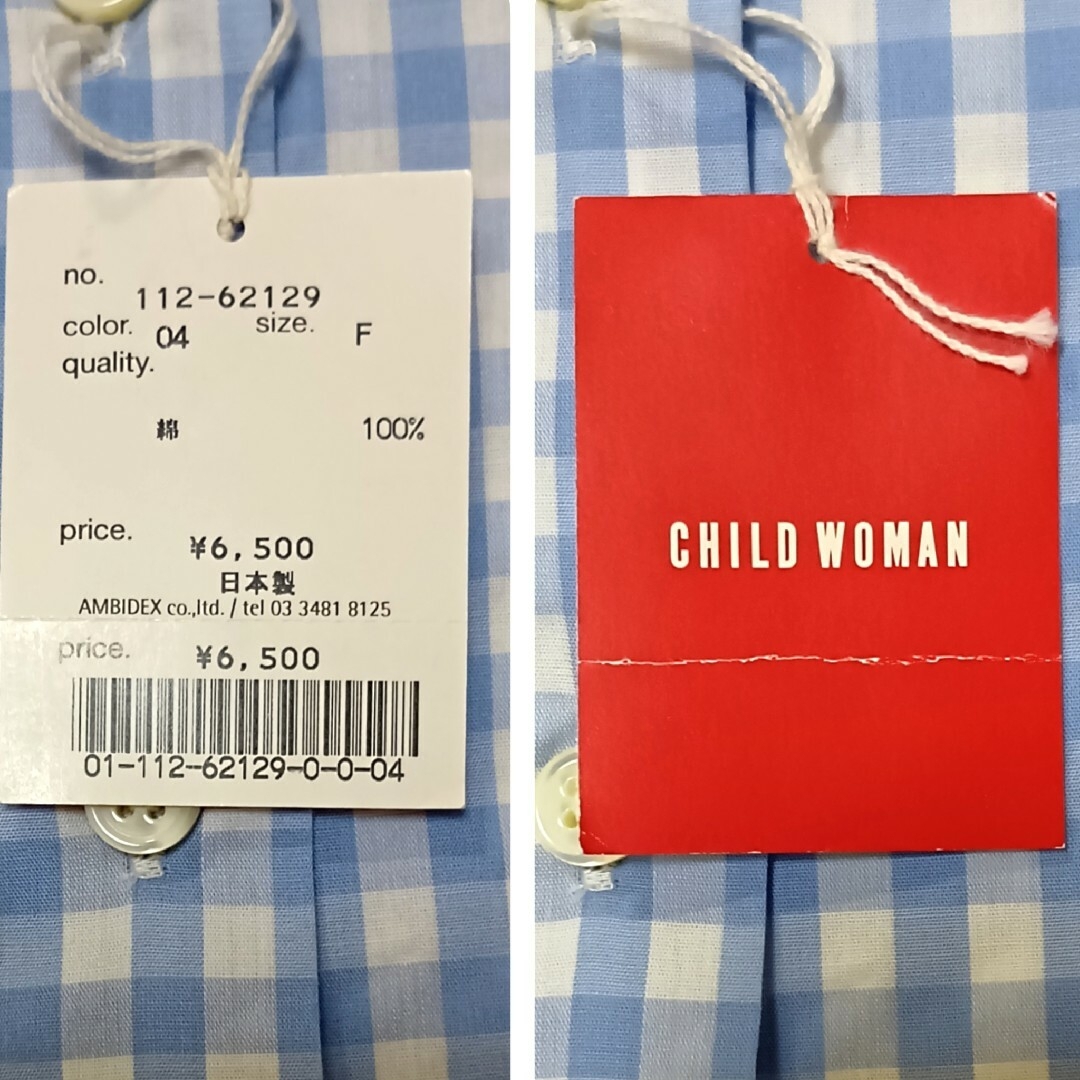 no.
112-62129
color. 04 size. F
quality.
綿 100%
price. ¥6,500
日本製
AMBIDEX co.,ltd. / tel 03 3481 8125
price. ¥6,500
01-112-62129-0-0-04
CHILD WOMAN